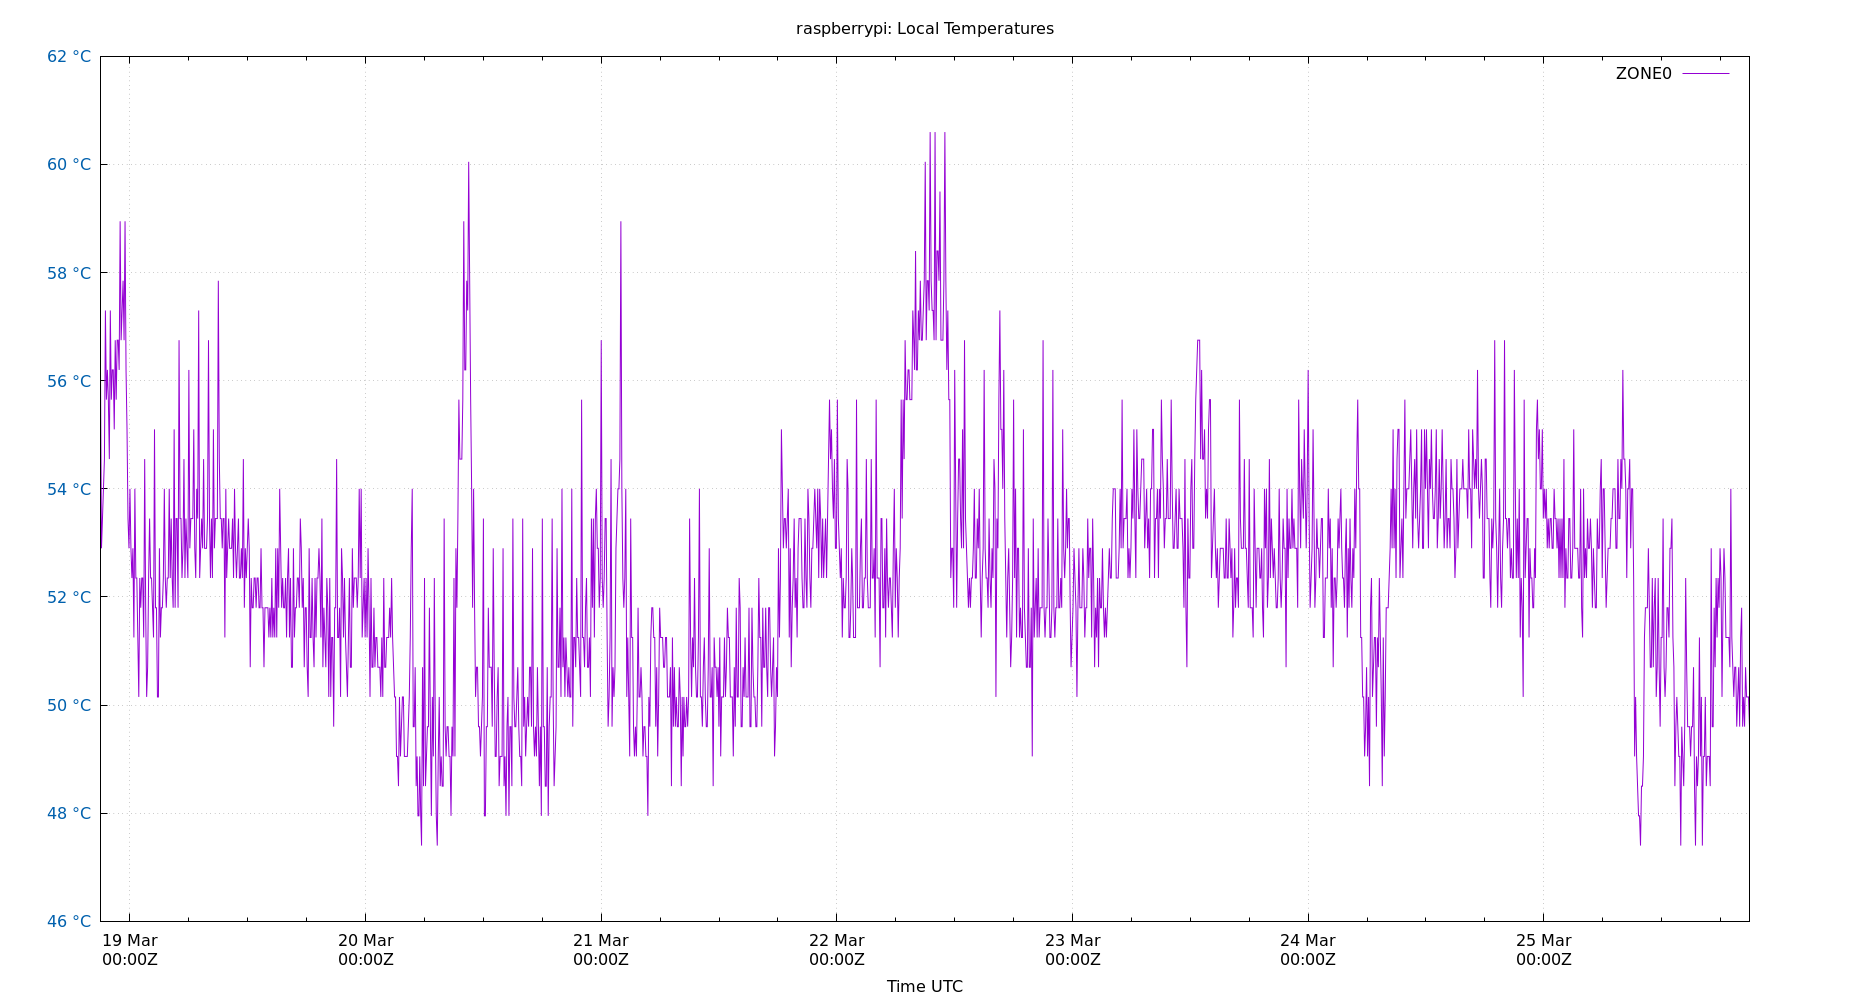 raspberrypi: Local Temperatures
62 °C
ZONE0
60 °C
58 °C
56 °C
54 °C
52 °C
50 °C
48 °C
46 °C
19 Mar 20 Mar 21 Mar 22 Mar 23 Mar 24 Mar 25 Mar
00:00Z 00:00Z 00:00Z 00:00Z 00:00Z 00:00Z 00:00Z
Time UTC